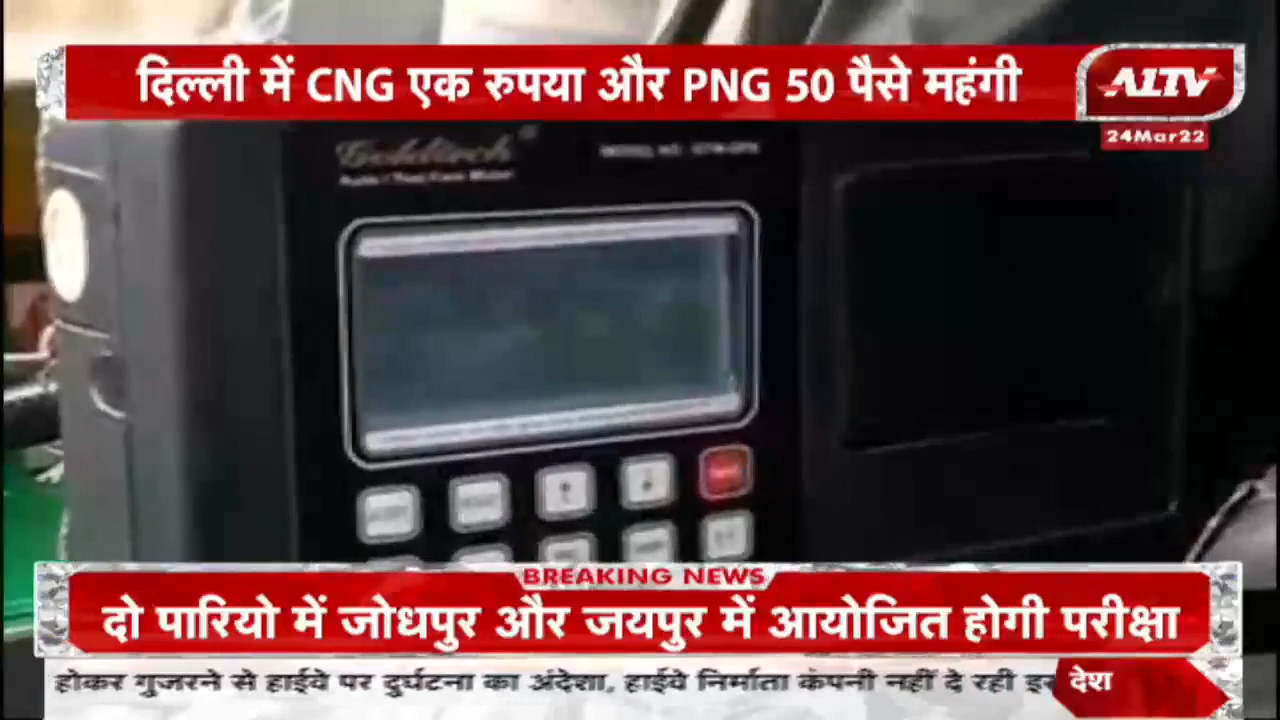 दिल्ली में CNG एक रुपया और PNG 50 पैसे महंगी
ALTV
24Mar22
Goldtech
BREAKING NEWS
दो पारियो में जोधपुर और जयपुर में आयोजित होगी परीक्षा
होकर गुजरने से हाईवे पर दुर्घटना का अंदेशा, हाईवे निर्माता कंपनी नहीं दे रही
देश